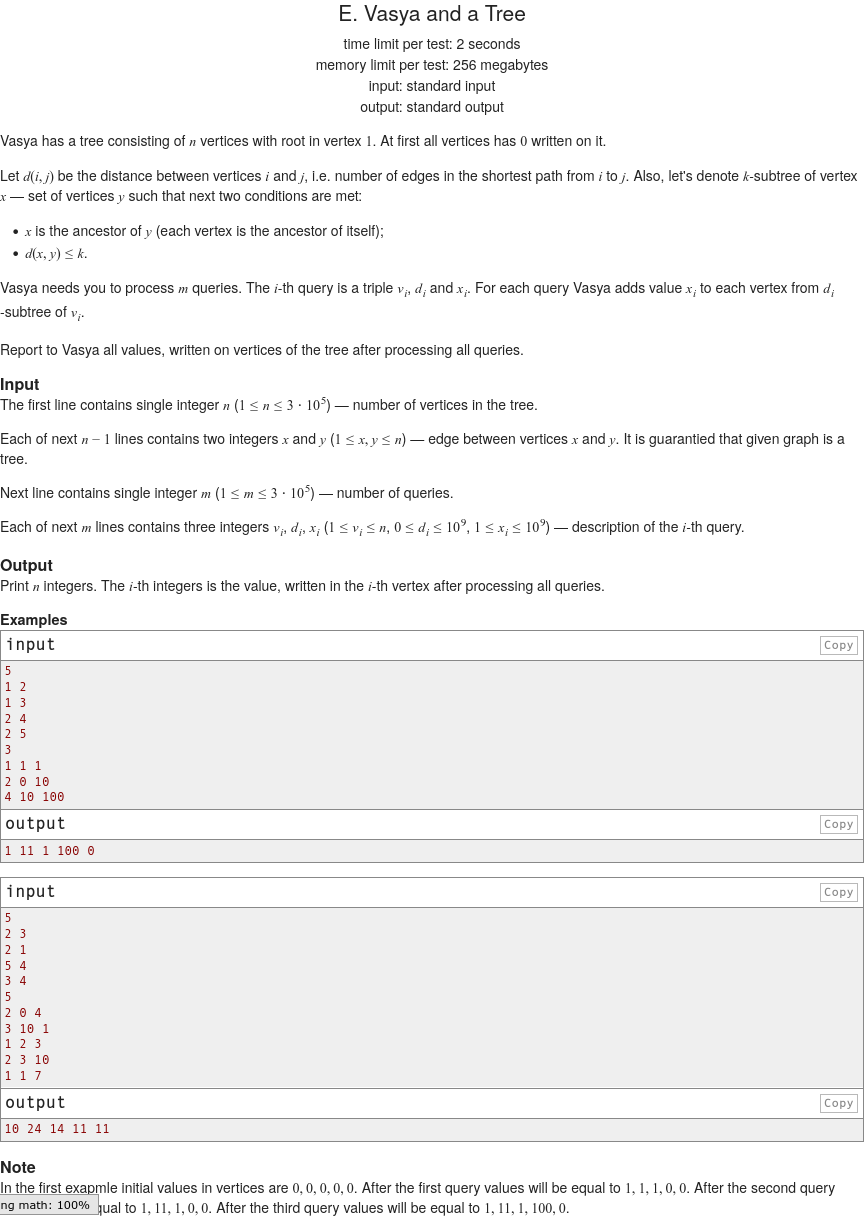 E. Vasya and a Tree
time limit per test: 2 seconds
memory limit per test: 256 megabytes
input: standard input
output: standard output
Vasya has a tree consisting of n vertices with root in vertex 1. At first all vertices has 0 written on it.
Let d(i, j) be the distance between vertices i and j, i.e. number of edges in the shortest path from i to j. Also, let's denote k-subtree of vertex
x — set of vertices y such that next two conditions are met:
• x is the ancestor of y (each vertex is the ancestor of itself);
• d(x, y) ≤ k.
Vasya needs you to process m queries. The i-th query is a triple v_i, d_i and x_i. For each query Vasya adds value x_i to each vertex from d_i
-subtree of v_i.
Report to Vasya all values, written on vertices of the tree after processing all queries.
Input
The first line contains single integer n (1 ≤ n ≤ 3 · 10^5) — number of vertices in the tree.
Each of next n − 1 lines contains two integers x and y (1 ≤ x, y ≤ n) — edge between vertices x and y. It is guarantied that given graph is a
tree.
Next line contains single integer m (1 ≤ m ≤ 3 · 10^5) — number of queries.
Each of next m lines contains three integers v_i, d_i, x_i (1 ≤ v_i ≤ n, 0 ≤ d_i ≤ 10^9, 1 ≤ x_i ≤ 10^9) — description of the i-th query.
Output
Print n integers. The i-th integers is the value, written in the i-th vertex after processing all queries.
Examples
input Copy
5
1 2
1 3
2 4
2 5
3
1 1 1
2 0 10
4 10 100
output Copy
1 11 1 100 0
input Copy
5
2 3
2 1
5 4
3 4
5
2 0 4
3 10 1
1 2 3
2 3 10
1 1 7
output Copy
10 24 14 11 11
Note
In the first exapmle initial values in vertices are 0, 0, 0, 0, 0. After the first query values will be equal to 1, 1, 1, 0, 0. After the second query
ng math: 100% qual to 1, 11, 1, 0, 0. After the third query values will be equal to 1, 11, 1, 100, 0.